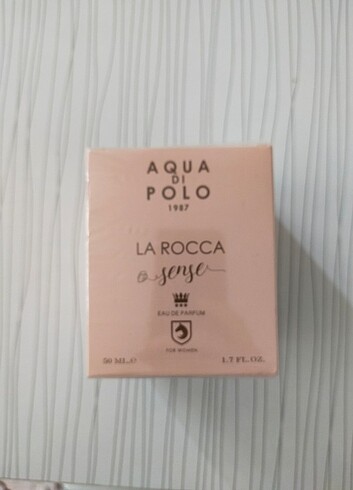 AQUA
DI
POLO
1987
LA ROCCA
sense
EAU DE PARFUM
FOR WOMEN
50 ML.℮ 1.7 FL.OZ.